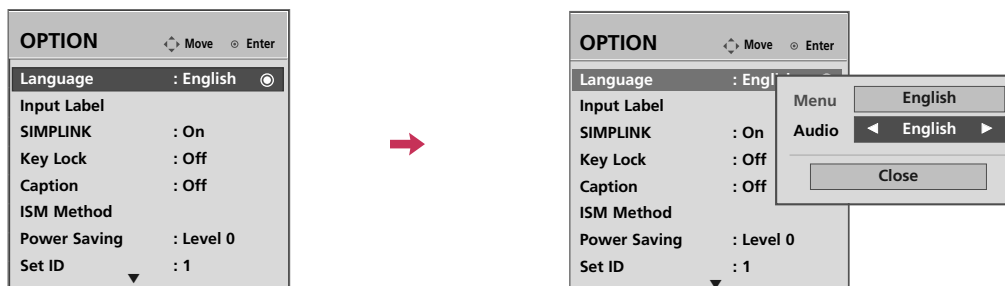 OPTION Move Enter
Language : English
Input Label
SIMPLINK : On
Key Lock : Off
Caption : Off
ISM Method
Power Saving : Level 0
Set ID : 1
OPTION Move Enter
Language : Engl
Input Label
SIMPLINK : On
Key Lock : Off
Caption : Off
ISM Method
Power Saving : Level 0
Set ID : 1
Menu English
Audio English
Close